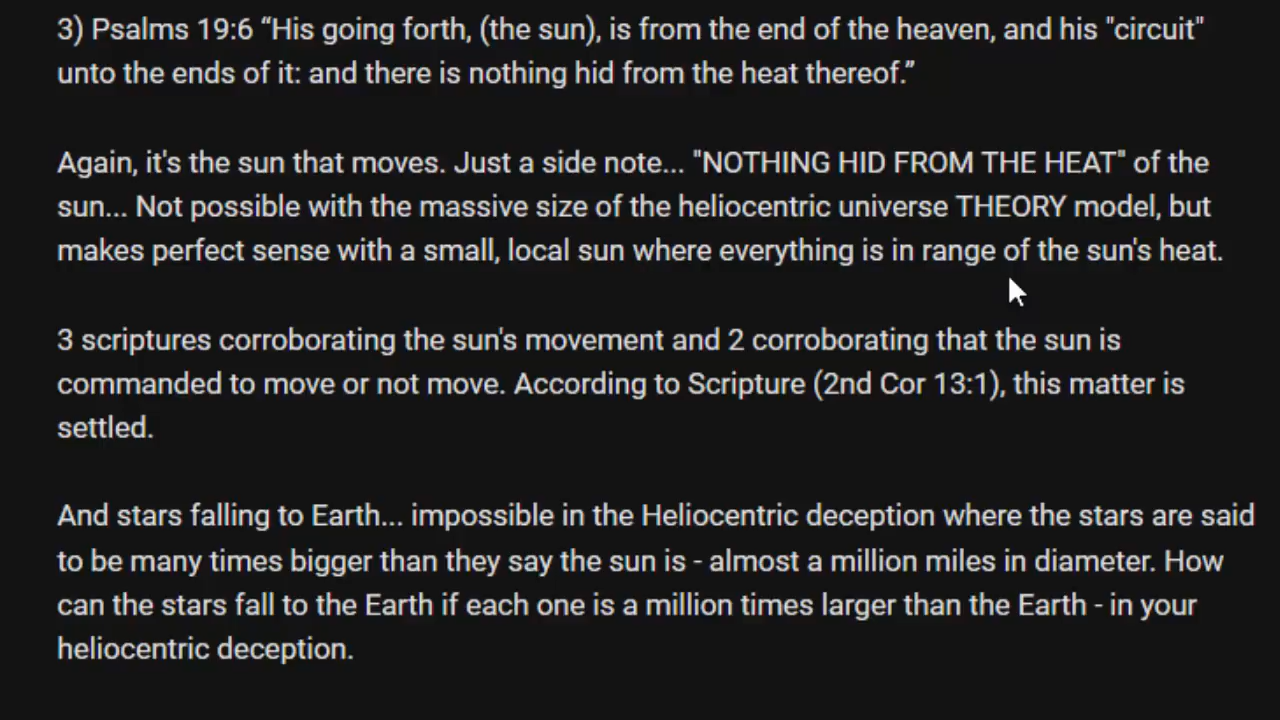 3) Psalms 19:6 “His going forth, (the sun), is from the end of the heaven, and his "circuit"
unto the ends of it: and there is nothing hid from the heat thereof.”
Again, it's the sun that moves. Just a side note... "NOTHING HID FROM THE HEAT" of the
sun... Not possible with the massive size of the heliocentric universe THEORY model, but
makes perfect sense with a small, local sun where everything is in range of the sun's heat.
3 scriptures corroborating the sun's movement and 2 corroborating that the sun is
commanded to move or not move. According to Scripture (2nd Cor 13:1), this matter is
settled.
And stars falling to Earth... impossible in the Heliocentric deception where the stars are said
to be many times bigger than they say the sun is - almost a million miles in diameter. How
can the stars fall to the Earth if each one is a million times larger than the Earth - in your
heliocentric deception.